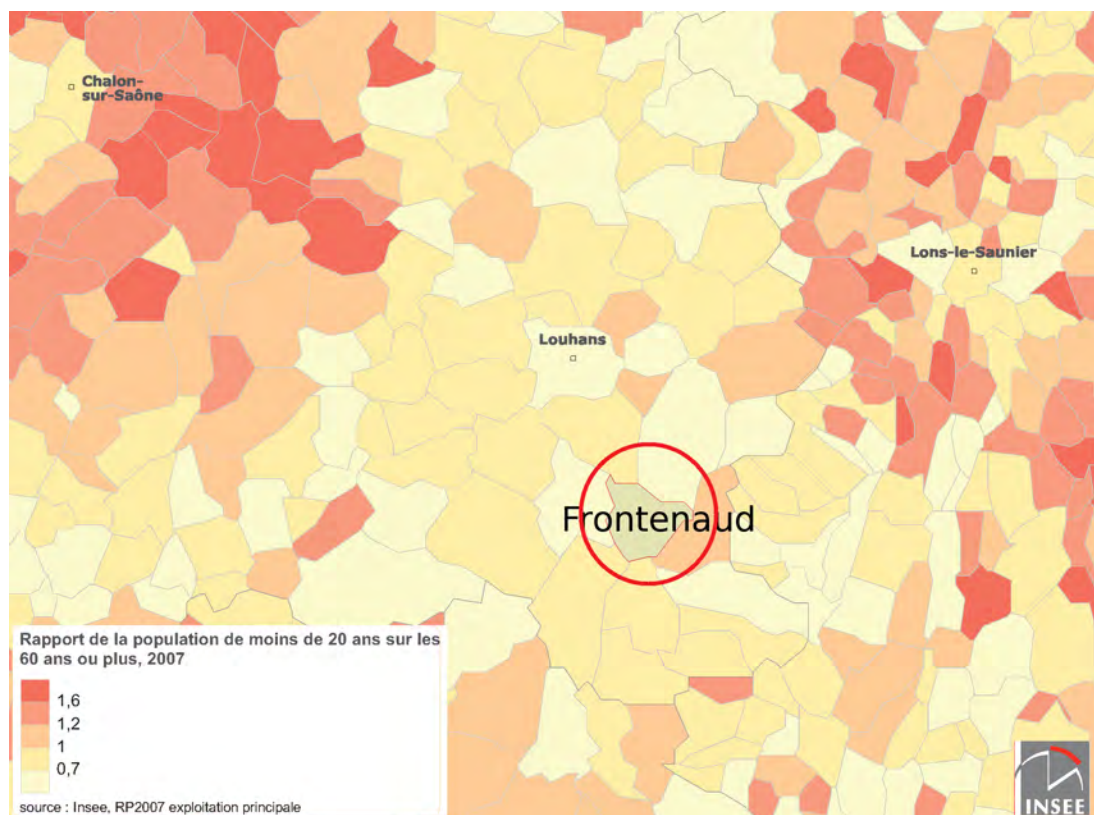 Chalon-
sur-Saône
Lons-le-Saunier
Louhans
Frontenaud
Rapport de la population de moins de 20 ans sur les
60 ans ou plus, 2007
1,6
1,2
1
0,7
source : Insee, RP2007 exploitation principale
INSEE